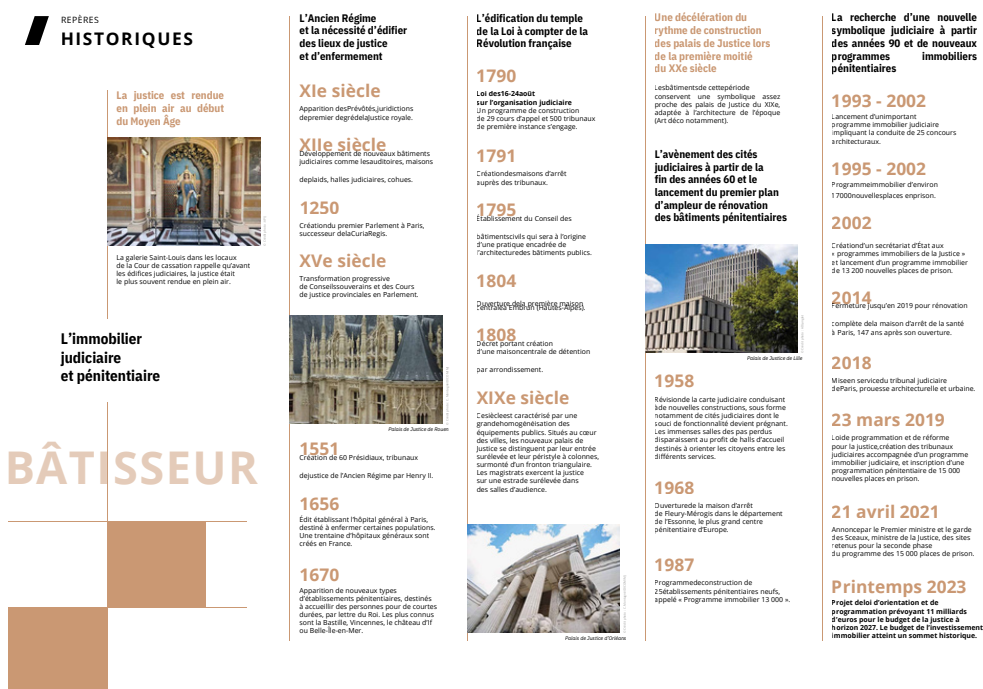 REPÈRES
HISTORIQUES
La justice est rendue
en plein air au début
du Moyen Âge
La galerie Saint-Louis dans les locaux
de la Cour de cassation rappelle qu'avant
les édifices judiciaires, la justice était
le plus souvent rendue en plein air.
L'immobilier
judiciaire
et pénitentiaire
BÂTISSEUR
L'Ancien Régime
et la nécessité d'édifier
des lieux de justice
et d'enfermement
XIe siècle
Apparition desPrévôtés,juridictions
depremier degrédelaJustice royale.
XIIe siècle
Développement de nouveaux bâtiments
judiciaires comme lesauditoires, maisons
deplaids, halles judiciaires, cohues.
1250
Créationdu premier Parlement à Paris,
successeur delaCuriaRegis.
XVe siècle
Transformation progressive
de Conseilssouverains et des Cours
de justice provinciales en Parlement.
Palais de Justice de Rouen
1551
Création de 60 Présidiaux, tribunaux
dejustice de l'Ancien Régime par Henry II.
1656
Édit établissant l'hôpital général à Paris,
destiné à enfermer certaines populations.
Une trentaine d'hôpitaux généraux sont
créés en France.
1670
Apparition de nouveaux types
d'établissements pénitentiaires, destinés
à accueillir des personnes pour de courtes
durées, par lettre du Roi. Les plus connus
sont la Bastille, Vincennes, le château d'If
ou Belle-Île-en-Mer.
L'édification du temple
de la Loi à compter de la
Révolution française
1790
Loi des16-24août
sur l'organisation judiciaire
Un programme de construction
de 29 cours d'appel et 500 tribunaux
de première instance s'engage.
1791
Créationdesmaisons d'arrêt
auprès des tribunaux.
1795
Établissement du Conseil des
bâtimentscivils qui sera à l'origine
d'une pratique encadrée de
l'architecturedes bâtiments publics.
1804
Ouverture dela première maison
centraleà Embrun (Hautes-Alpes).
1808
Décret portant création
d'une maisoncentrale de détention
par arrondissement.
XIXe siècle
Cesiècleest caractérisé par une
grandehomogénéisation des
équipements publics. Situés au cœur
des villes, les nouveaux palais de
Justice se distinguent par leur entrée
surélevée et leur péristyle à colonnes,
surmonté d'un fronton triangulaire.
Les magistrats exercent la justice
sur une estrade surélevée dans
des salles d'audience.
Palais de Justice d'Orléans
Une décélération du
rythme de construction
des palais de Justice lors
de la première moitié
du XXe siècle
Lesbâtimentsde cettepériode
conservent une symbolique assez
proche des palais de Justice du XIXe,
adaptée à l'architecture de l'époque
(Art déco notamment).
L'avènement des cités
judiciaires à partir de la
fin des années 60 et le
lancement du premier plan
d'ampleur de rénovation
des bâtiments pénitentiaires
Palais de Justice de Lille
1958
Révisionde la carte judiciaire conduisant
àde nouvelles constructions, sous forme
notamment de cités judiciaires dont le
souci de fonctionnalité devient prégnant.
Les immenses salles des pas perdus
disparaissent au profit de halls d'accueil
destinés à orienter les citoyens entre les
différents services.
1968
Ouverturede la maison d'arrêt
de Fleury-Mérogis dans le département
de l'Essonne, le plus grand centre
pénitentiaire d'Europe.
1987
Programmedeconstruction de
25établissements pénitentiaires neufs,
appelé « Programme immobilier 13 000 ».
La recherche d'une nouvelle
symbolique judiciaire à partir
des années 90 et de nouveaux
programmes immobiliers
pénitentiaires
1993 - 2002
Lancement d'unimportant
programme immobilier judiciaire
impliquant la conduite de 25 concours
architecturaux.
1995 - 2002
Programmeimmobilier d'environ
17000nouvellesplaces enprison.
2002
Créationd'un secrétariat d'État aux
« programmes immobiliers de la Justice »
et lancement d'un programme immobilier
de 13 200 nouvelles places de prison.
2014
Fermeture jusqu'en 2019 pour rénovation
complète dela maison d'arrêt de la santé
à Paris, 147 ans après son ouverture.
2018
Miseen servicedu tribunal judiciaire
deParis, prouesse architecturelle et urbaine.
23 mars 2019
Loide programmation et de réforme
pour la justice,création des tribunaux
judiciaires accompagnée d'un programme
immobilier judiciaire, et inscription d'une
programmation pénitentiaire de 15 000
nouvelles places en prison.
21 avril 2021
Annoncepar le Premier ministre et le garde
des Sceaux, ministre de la Justice, des sites
retenus pour la seconde phase
du programme des 15 000 places de prison.
Printemps 2023
Projet deloi d'orientation et de
programmation prévoyant 11 milliards
d'euros pour le budget de la justice à
horizon 2027. Le budget de l'investissement
immobilier atteint un sommet historique.